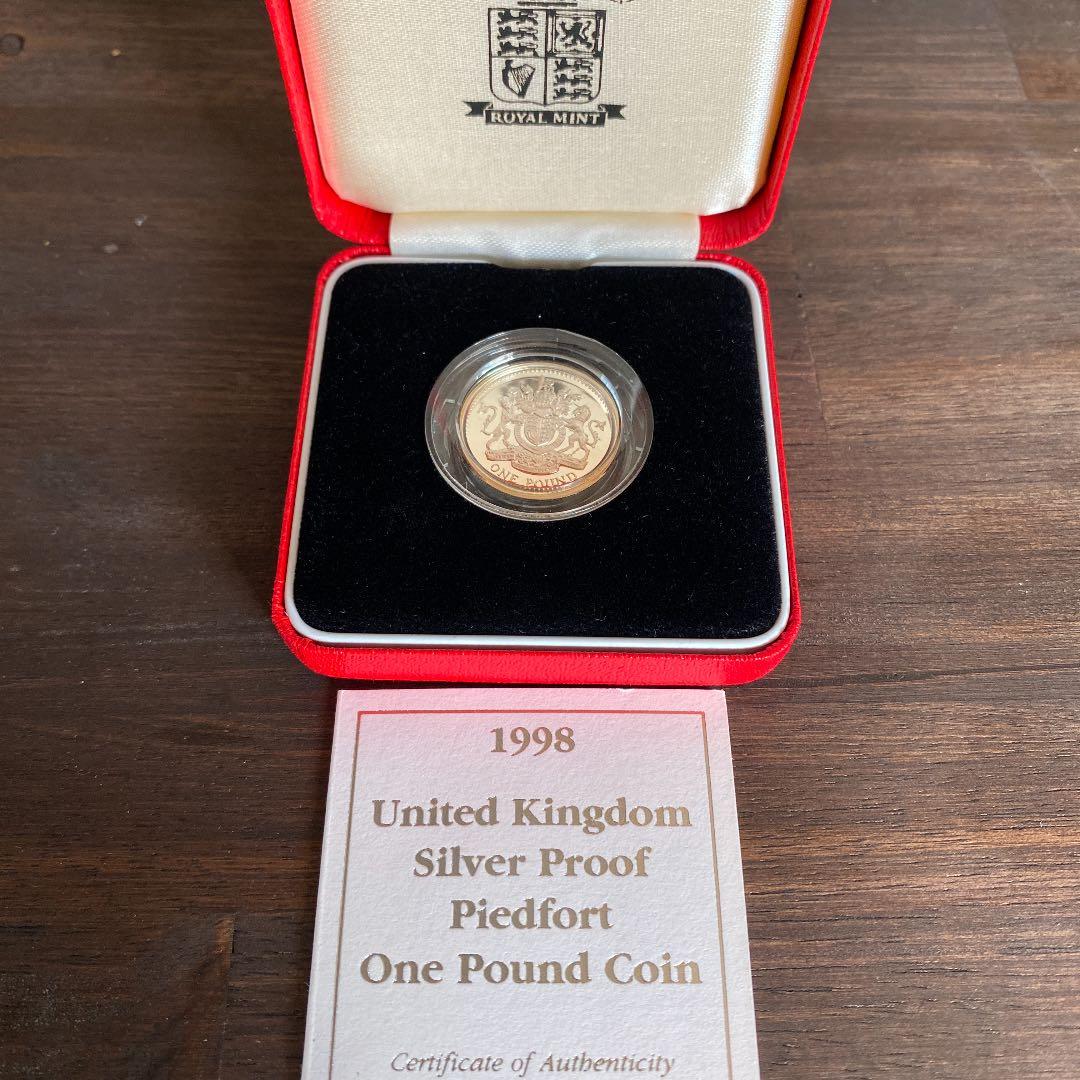 ROYAL MINT
ONE POUND
1998
United Kingdom
Silver Proof
Piedfort
One Pound Coin
Certificate of Authenticity